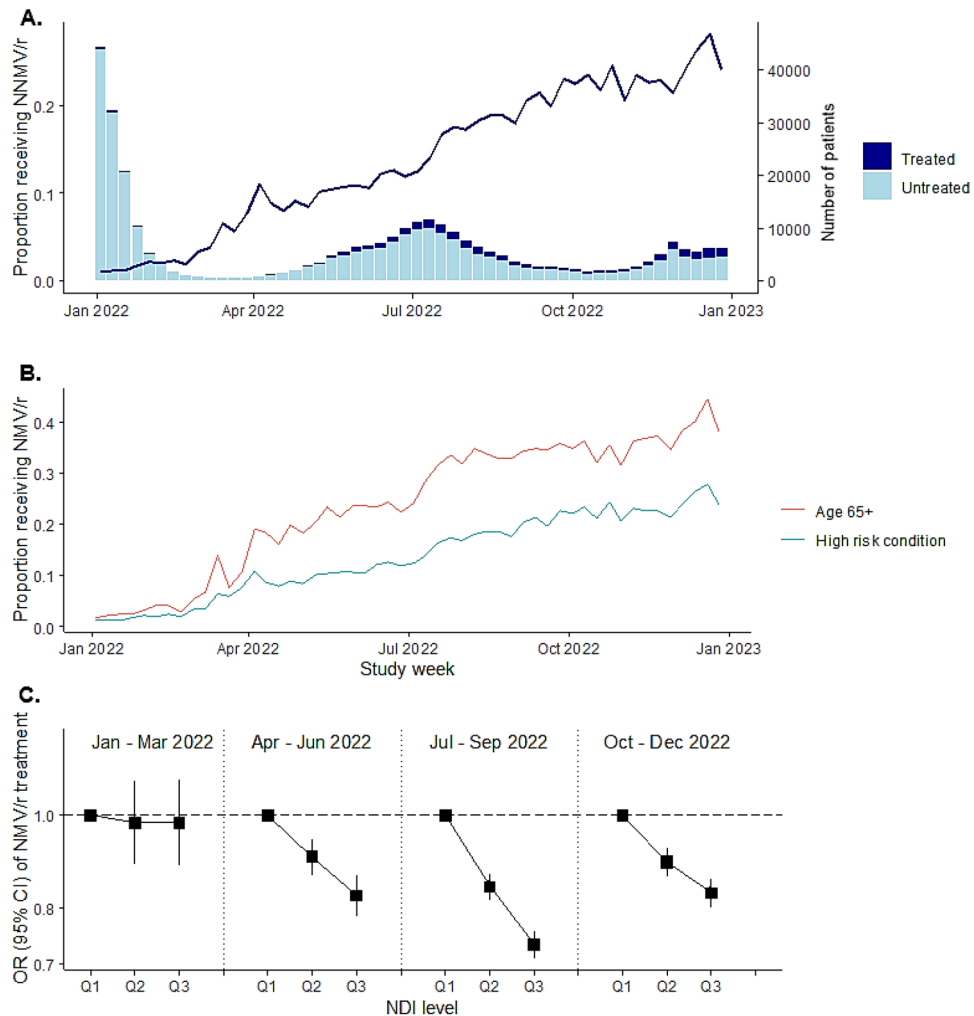 A.
Proportion receiving NNMV/r
0.2
0.1
0.0
40000
30000
20000
10000
0
Number of patients
Treated
Untreated
Jan 2022
Apr 2022
Jul 2022
Oct 2022
Jan 2023
B.
Proportion receiving NMV/r
0.4
0.3
0.2
0.1
0.0
Age 65+
High risk condition
Jan 2022
Apr 2022
Jul 2022
Oct 2022
Jan 2023
Study week
C.
OR (95% CI) of NMV/r treatment
Jan - Mar 2022
Apr - Jun 2022
Jul - Sep 2022
Oct - Dec 2022
1.0
0.8
0.7
Q1 Q2 Q3 Q1 Q2 Q3 Q1 Q2 Q3 Q1 Q2 Q3
NDI level